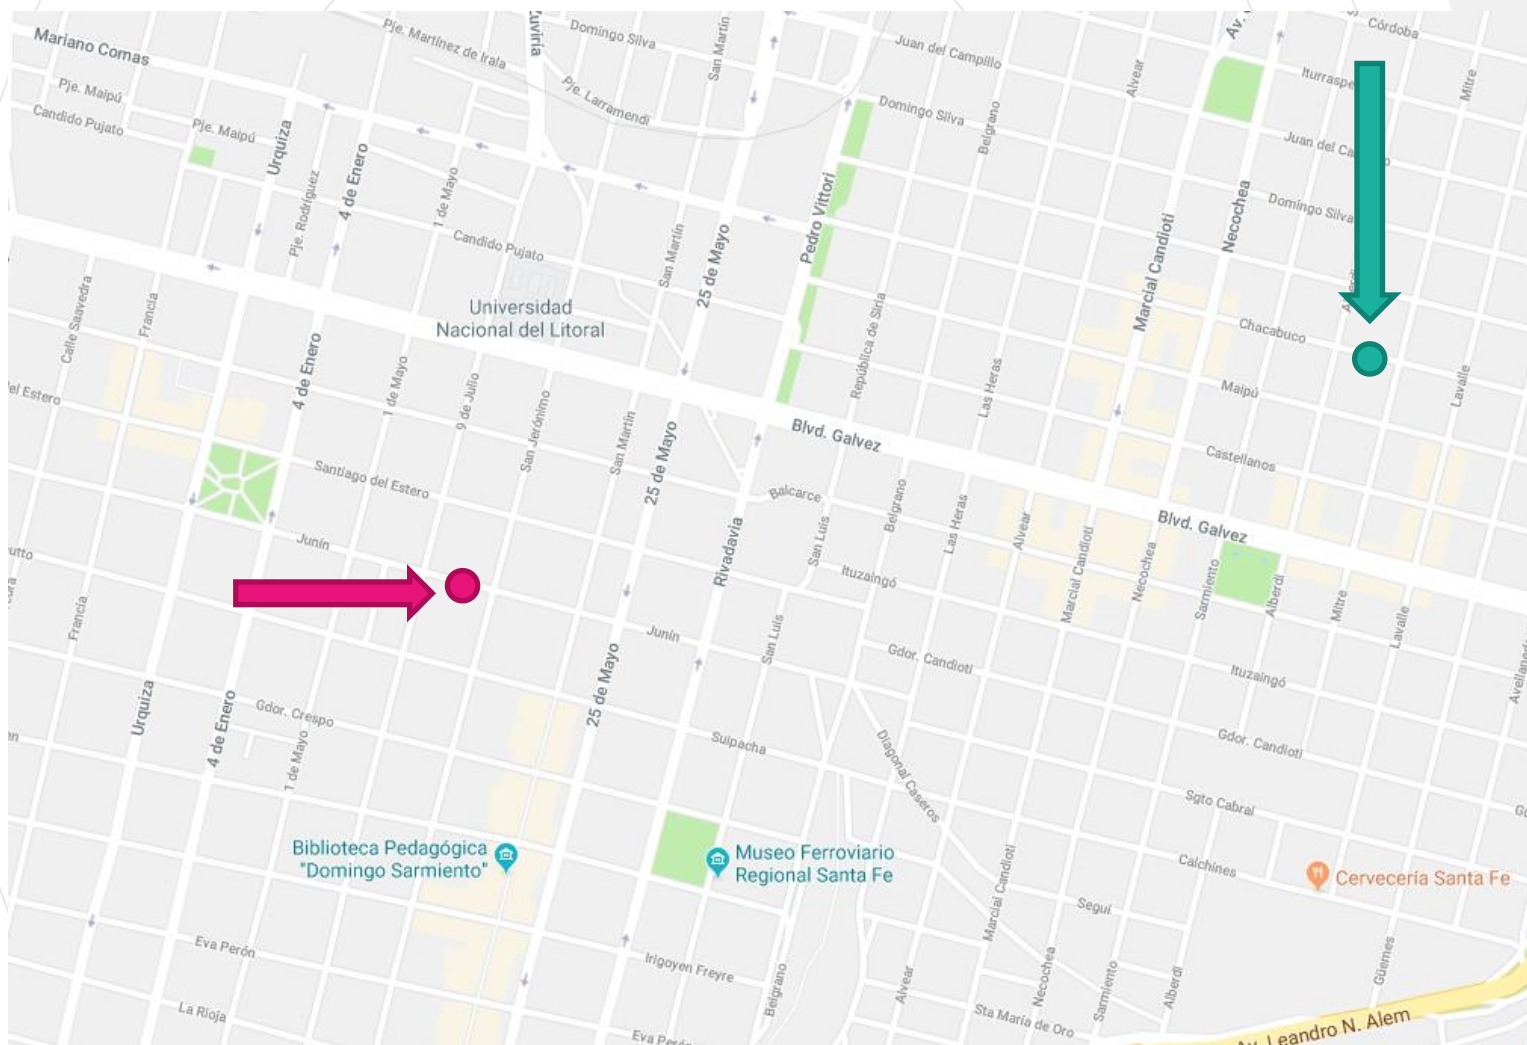 Mariano Comas
Pje. Martínez de Irala
Zuviría
Domingo Silva
San Martín
Juan del Campillo
Alvear
Córdoba
Iturraspe
Mitre
Pje. Maipú
Candido Pujato
Pje. Maipú
Urquiza
Pje. Larramendi
Domingo Silva
Belgrano
Juan del Ca
Pje. Rodríguez
4 de Enero
1 de Mayo
Candido Pujato
San Martín
25 de Mayo
Pedro Vittori
Marcial Candioti
Necochea
Domingo Silva
Calle Saavedra
Francia
Universidad
Nacional del Litoral
República de Siria
Chacabuco
4 de Enero
1 de Mayo
9 de Julio
San Jerónimo
San Martín
25 de Mayo
Blvd. Galvez
Las Heras
Maipú
Lavalle
el Estero
Santiago del Estero
Balcarce
Castellanos
Junín
Rivadavia
San Luis
Belgrano
Las Heras
Alvear
Marcial Candioti
Necochea
Blvd. Galvez
Sarmiento
Alberdi
Mitre
Lavalle
utto
Francia
Ituzaingó
Junín
San Luis
Gdor. Candioti
Ituzaingó
Avellaned
Urquiza
4 de Enero
Gdor. Crespo
1 de Mayo
25 de Mayo
Suipacha
Diagonal Caseros
Gdor. Candioti
Sgto Cabral
Biblioteca Pedagógica
"Domingo Sarmiento"
Museo Ferroviario
Regional Santa Fe
Marcial Candioti
Calchines
Cervecería Santa Fe
Seguí
Eva Perón
Irigoyen Freyre
Belgrano
Alvear
Necochea
Sarmiento
Alberdi
Güemes
La Rioja
Sta María de Oro
Av. Leandro N. Alem